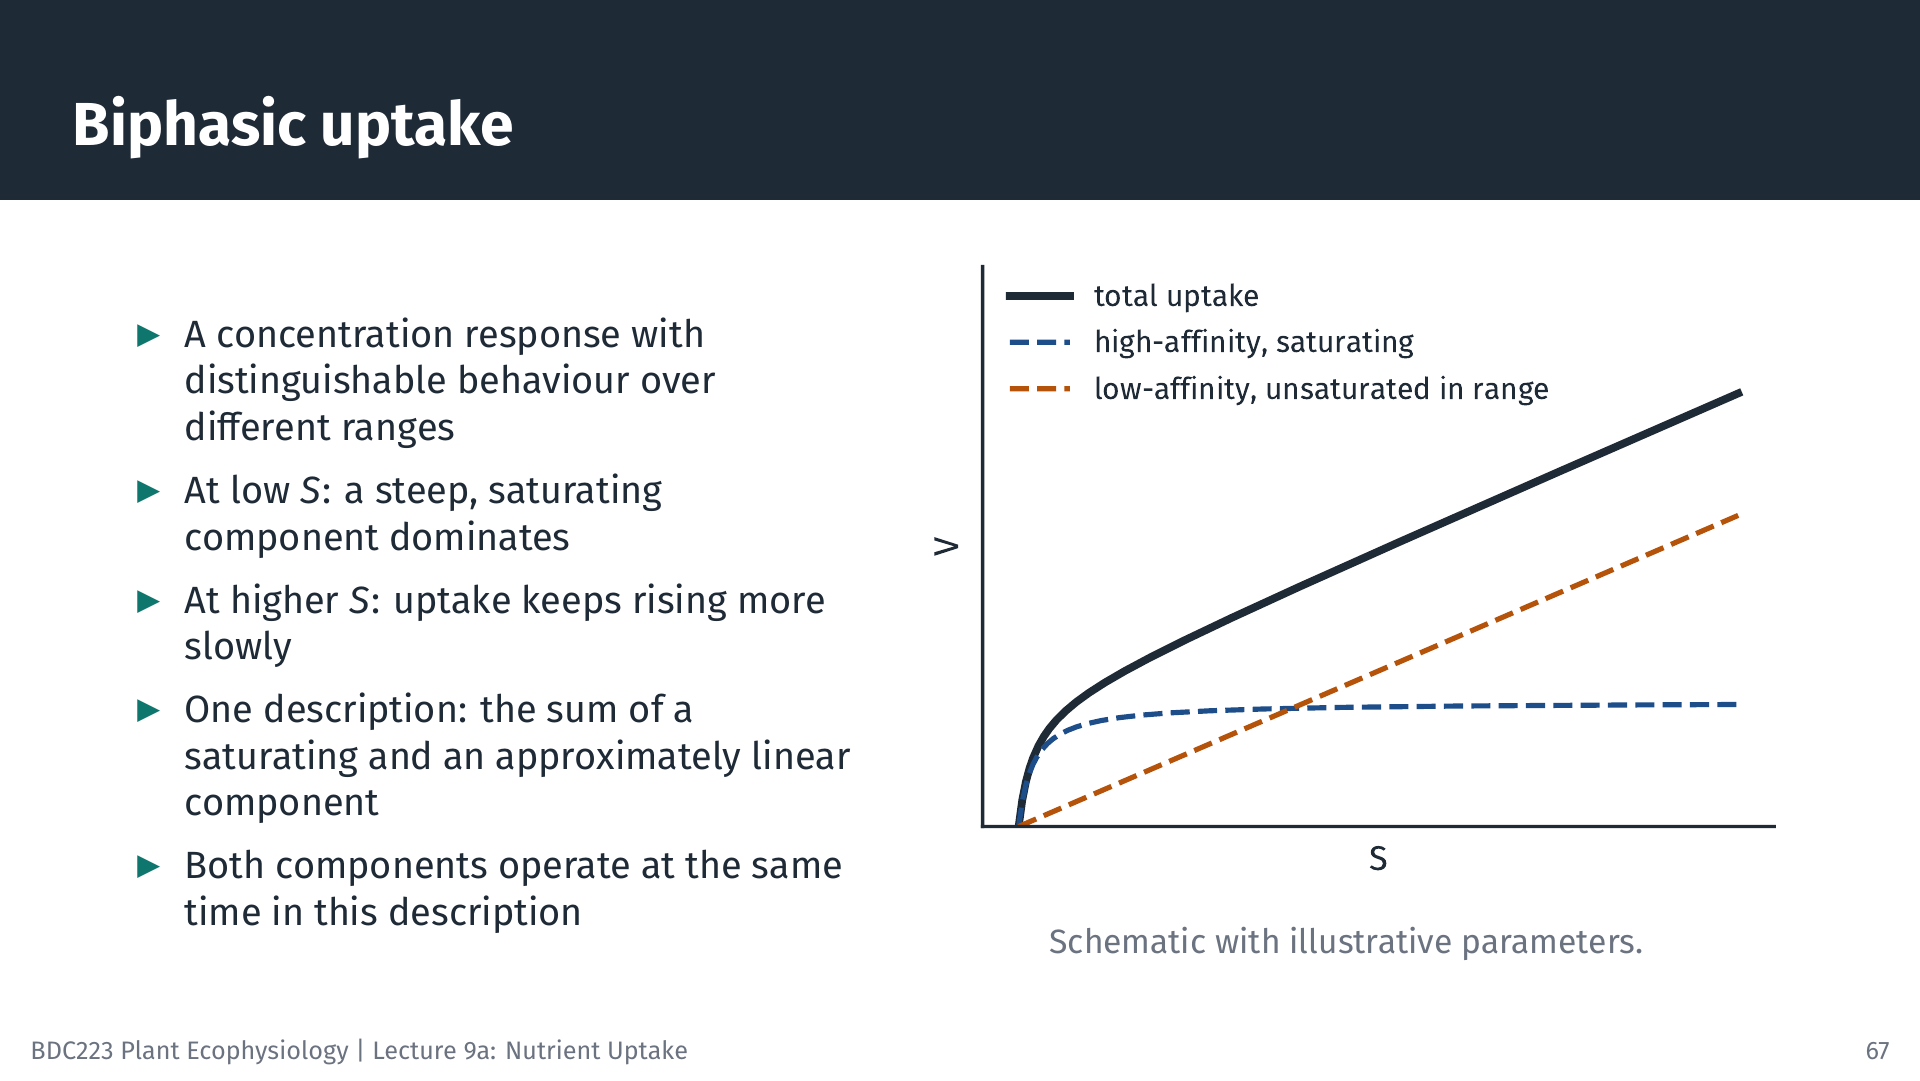 Biphasic uptake
► A concentration response with
distinguishable behaviour over
different ranges
► At low S: a steep, saturating
component dominates
► At higher S: uptake keeps rising more
slowly
► One description: the sum of a
saturating and an approximately linear
component
► Both components operate at the same
time in this description
total uptake
high-affinity, saturating
low-affinity, unsaturated in range
V
S
Schematic with illustrative parameters.
BDC223 Plant Ecophysiology | Lecture 9a: Nutrient Uptake
67